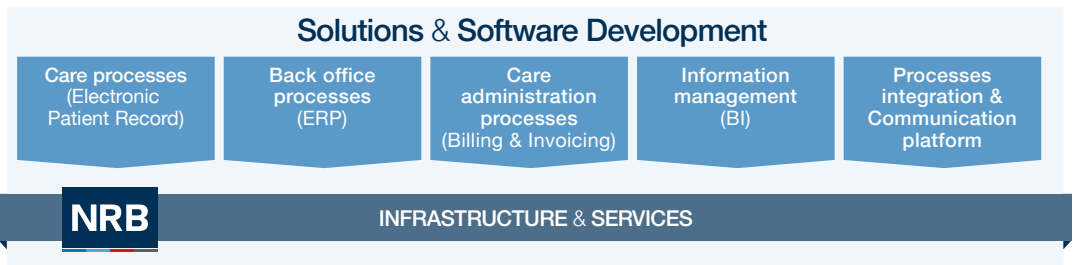 Solutions & Software Development
Care processes
(Electronic
Patient Record)
Back office
processes
(ERP)
Care
administration
processes
(Billing & Invoicing)
Information
management
(BI)
Processes
integration &
Communication
platform
NRB
INFRASTRUCTURE & SERVICES